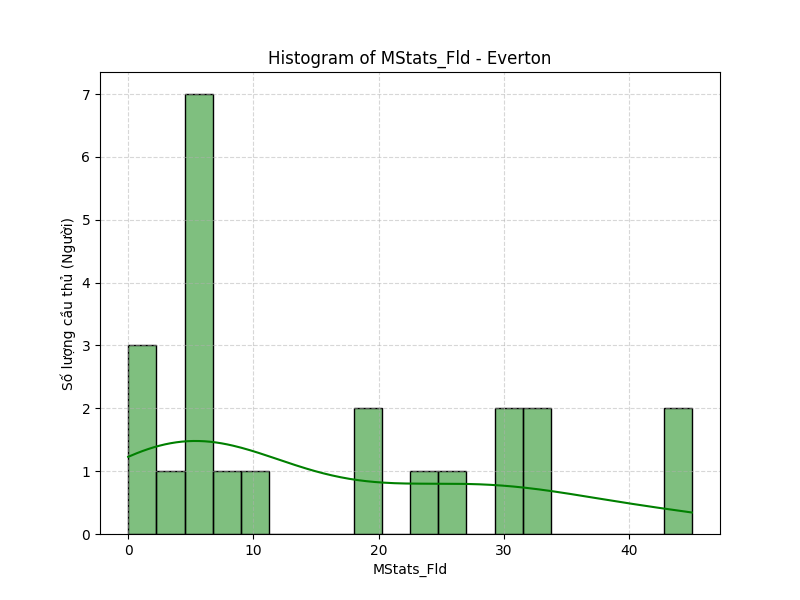 Histogram of MStats_Fld - Everton
Số lượng cầu thủ (Người)
7
6
5
4
3
2
1
0
0 10 20 30 40
MStats_Fld